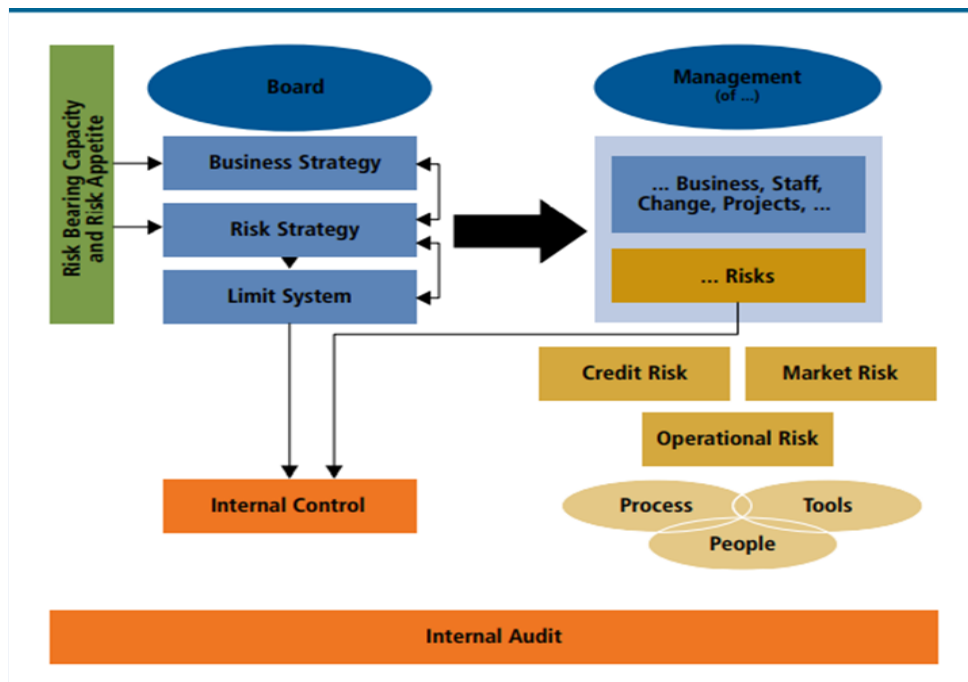 Risk Bearing Capacity
and Risk Appetite
Board
Business Strategy
Risk Strategy
Limit System
Management
(of ...)
... Business, Staff,
Change, Projects, ...
... Risks
Credit Risk
Market Risk
Operational Risk
Process
Tools
People
Internal Control
Internal Audit